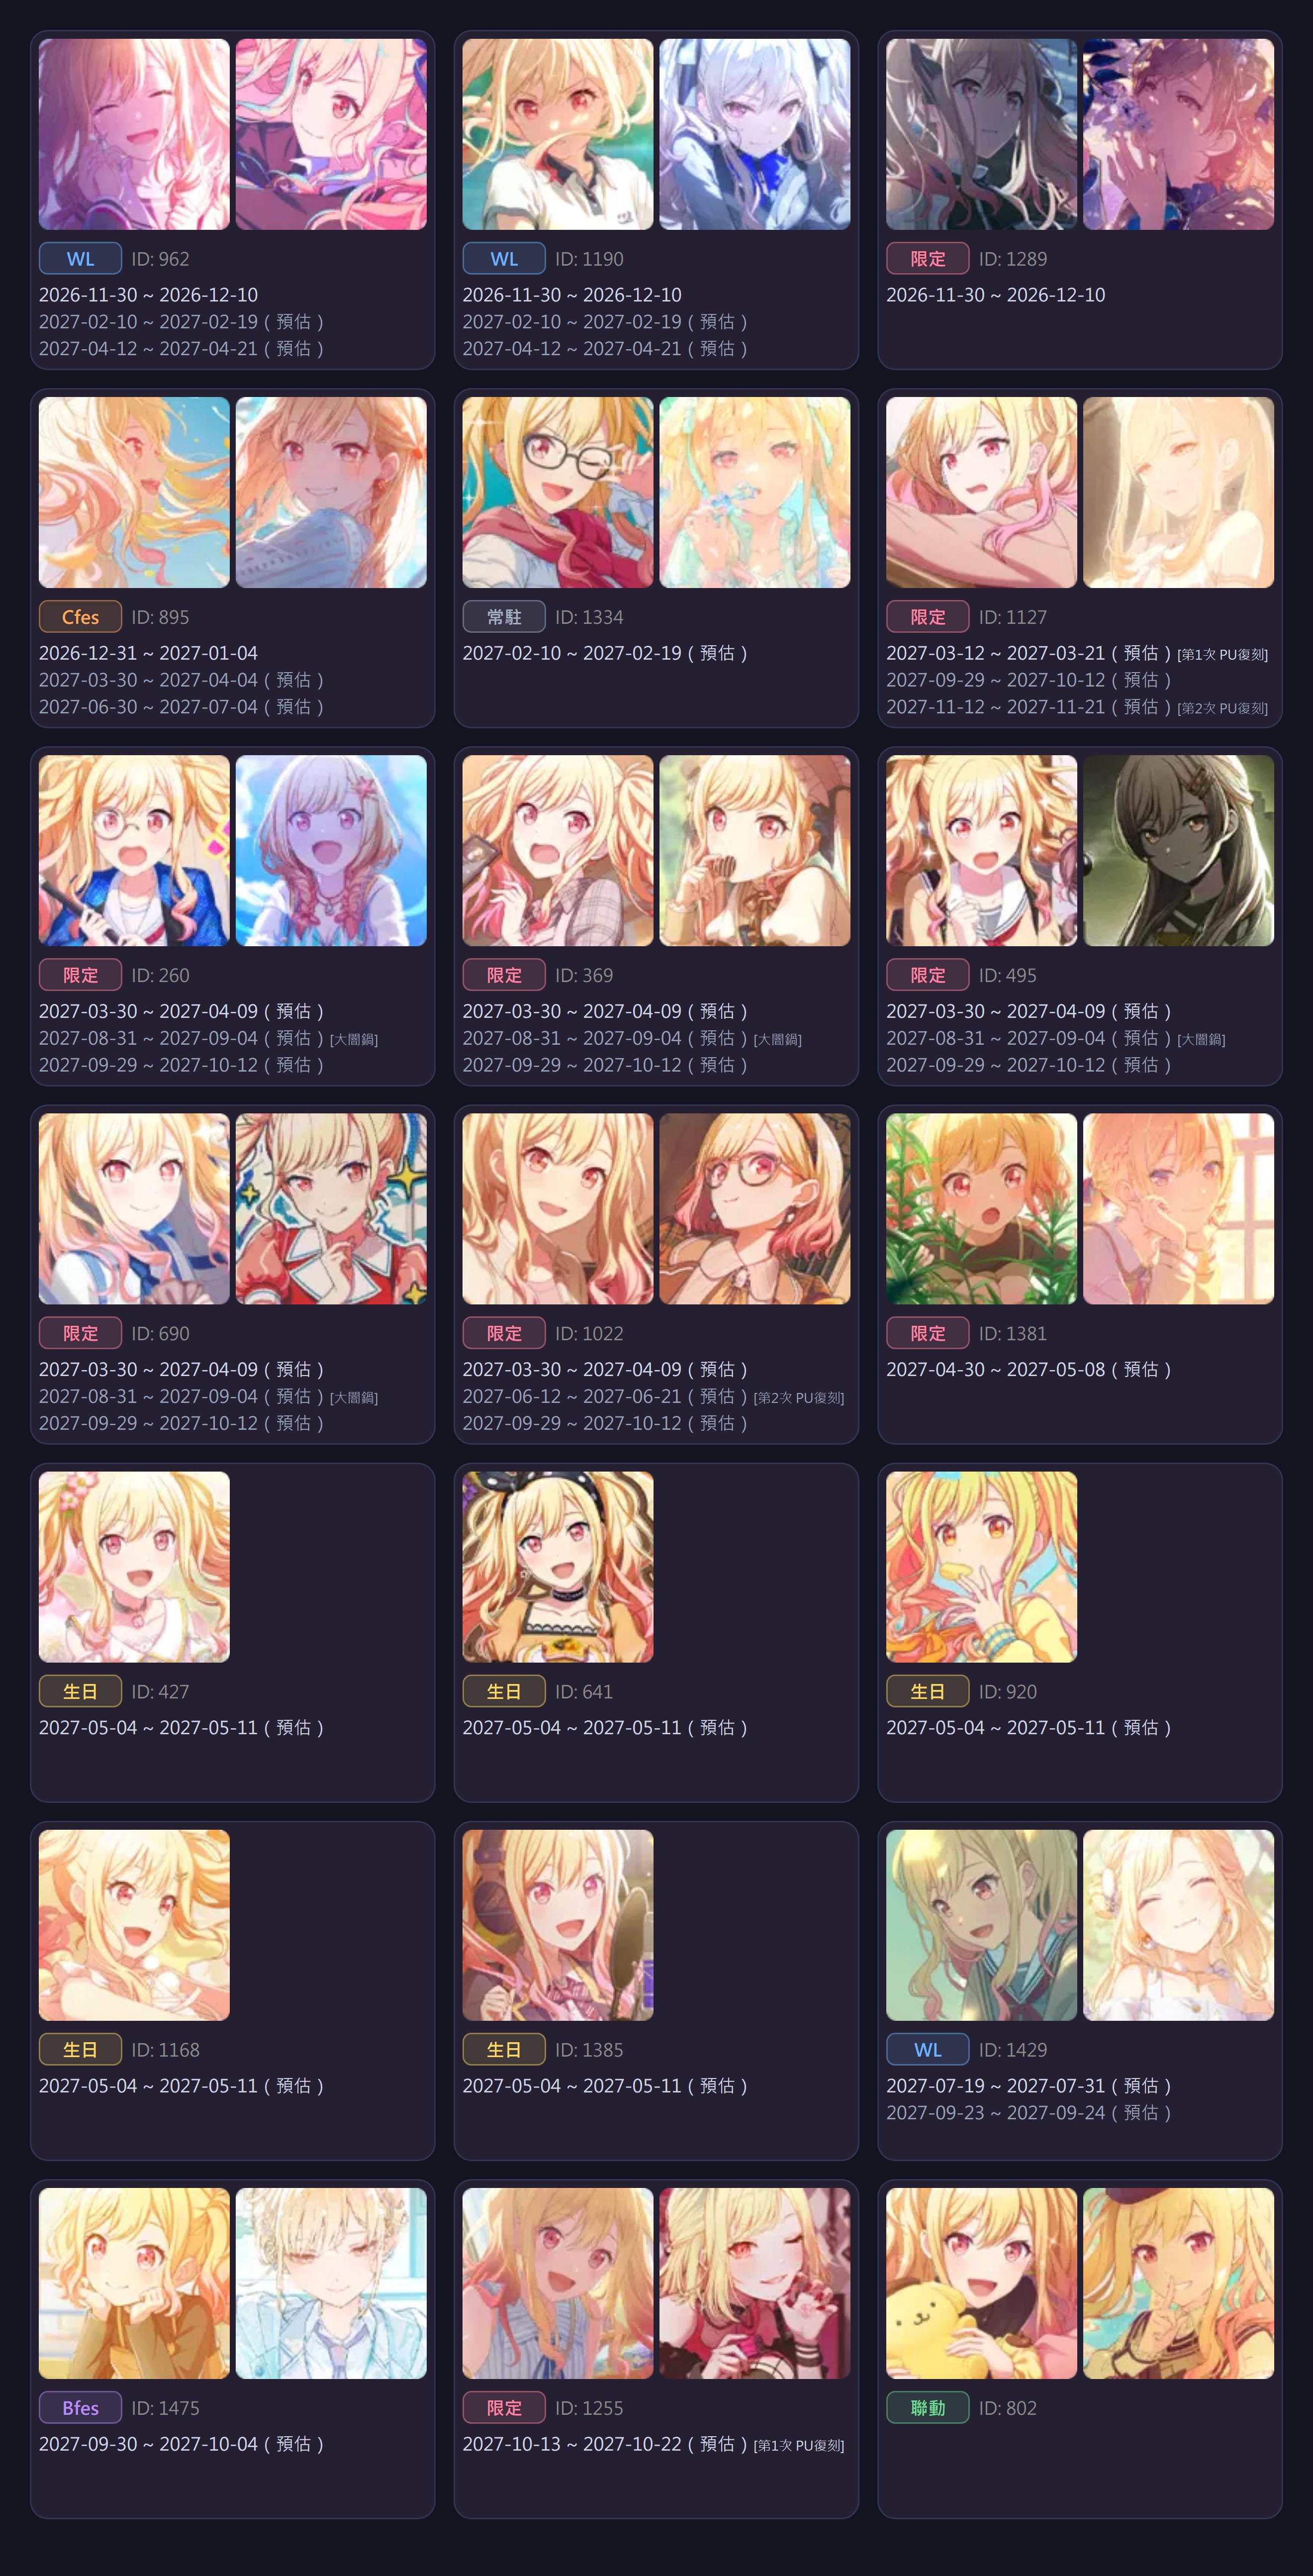 WL ID: 962
2026-11-30 ~ 2026-12-10
2027-02-10 ~ 2027-02-19 ( 預估 )
2027-04-12 ~ 2027-04-21 ( 預估 )
WL ID: 1190
2026-11-30 ~ 2026-12-10
2027-02-10 ~ 2027-02-19 ( 預估 )
2027-04-12 ~ 2027-04-21 ( 預估 )
限定 ID: 1289
2026-11-30 ~ 2026-12-10
Cfes ID: 895
2026-12-31 ~ 2027-01-04
2027-03-30 ~ 2027-04-04 ( 預估 )
2027-06-30 ~ 2027-07-04 ( 預估 )
常駐 ID: 1334
2027-02-10 ~ 2027-02-19 ( 預估 )
限定 ID: 1127
2027-03-12 ~ 2027-03-21 ( 預估 ) [第1次 PU復刻]
2027-09-29 ~ 2027-10-12 ( 預估 )
2027-11-12 ~ 2027-11-21 ( 預估 ) [第2次 PU復刻]
限定 ID: 260
2027-03-30 ~ 2027-04-09 ( 預估 )
2027-08-31 ~ 2027-09-04 ( 預估 ) [大闇鍋]
2027-09-29 ~ 2027-10-12 ( 預估 )
限定 ID: 369
2027-03-30 ~ 2027-04-09 ( 預估 )
2027-08-31 ~ 2027-09-04 ( 預估 ) [大闇鍋]
2027-09-29 ~ 2027-10-12 ( 預估 )
限定 ID: 495
2027-03-30 ~ 2027-04-09 ( 預估 )
2027-08-31 ~ 2027-09-04 ( 預估 ) [大闇鍋]
2027-09-29 ~ 2027-10-12 ( 預估 )
限定 ID: 690
2027-03-30 ~ 2027-04-09 ( 預估 )
2027-08-31 ~ 2027-09-04 ( 預估 ) [大闇鍋]
2027-09-29 ~ 2027-10-12 ( 預估 )
限定 ID: 1022
2027-03-30 ~ 2027-04-09 ( 預估 )
2027-06-12 ~ 2027-06-21 ( 預估 ) [第2次 PU復刻]
2027-09-29 ~ 2027-10-12 ( 預估 )
限定 ID: 1381
2027-04-30 ~ 2027-05-08 ( 預估 )
生日 ID: 427
2027-05-04 ~ 2027-05-11 ( 預估 )
生日 ID: 641
2027-05-04 ~ 2027-05-11 ( 預估 )
生日 ID: 920
2027-05-04 ~ 2027-05-11 ( 預估 )
生日 ID: 1168
2027-05-04 ~ 2027-05-11 ( 預估 )
生日 ID: 1385
2027-05-04 ~ 2027-05-11 ( 預估 )
WL ID: 1429
2027-07-19 ~ 2027-07-31 ( 預估 )
2027-09-23 ~ 2027-09-24 ( 預估 )
Bfes ID: 1475
2027-09-30 ~ 2027-10-04 ( 預估 )
限定 ID: 1255
2027-10-13 ~ 2027-10-22 ( 預估 ) [第1次 PU復刻]
聯動 ID: 802